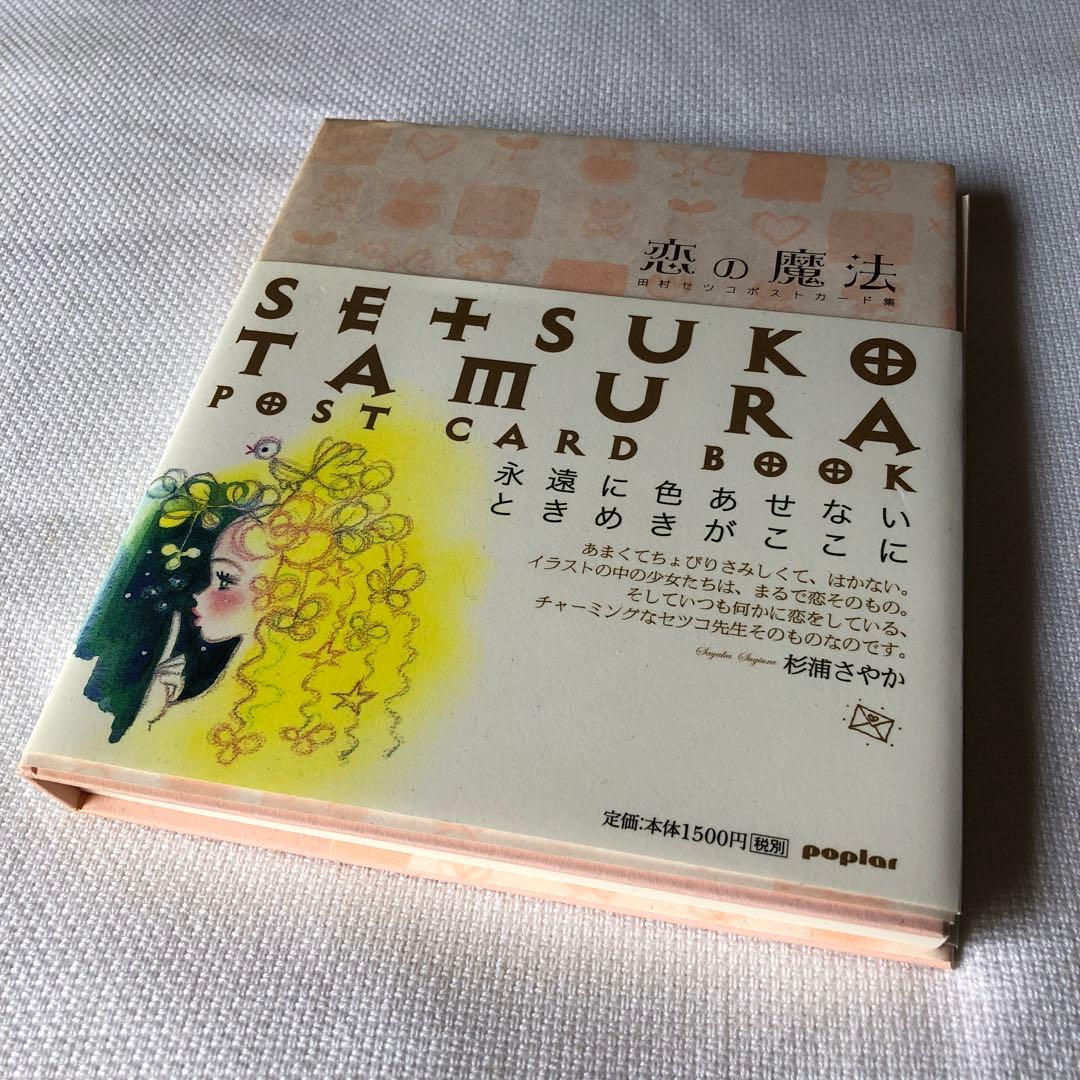 恋の魔法
田村セツコポストカード集
SETSUKO
TAMURA
POST CARD BOOK
永遠に色あせない
ときめきがここに
あまくてちょぴりさみしくて、はかない。
イラストの中の少女たちは、まるで恋そのもの。
そしていつも何かに恋をしている、
チャーミングなセツコ先生そのものなのです。
Sayaka Sugiura 杉浦さやか
定価:本体1500円 税別 poplar